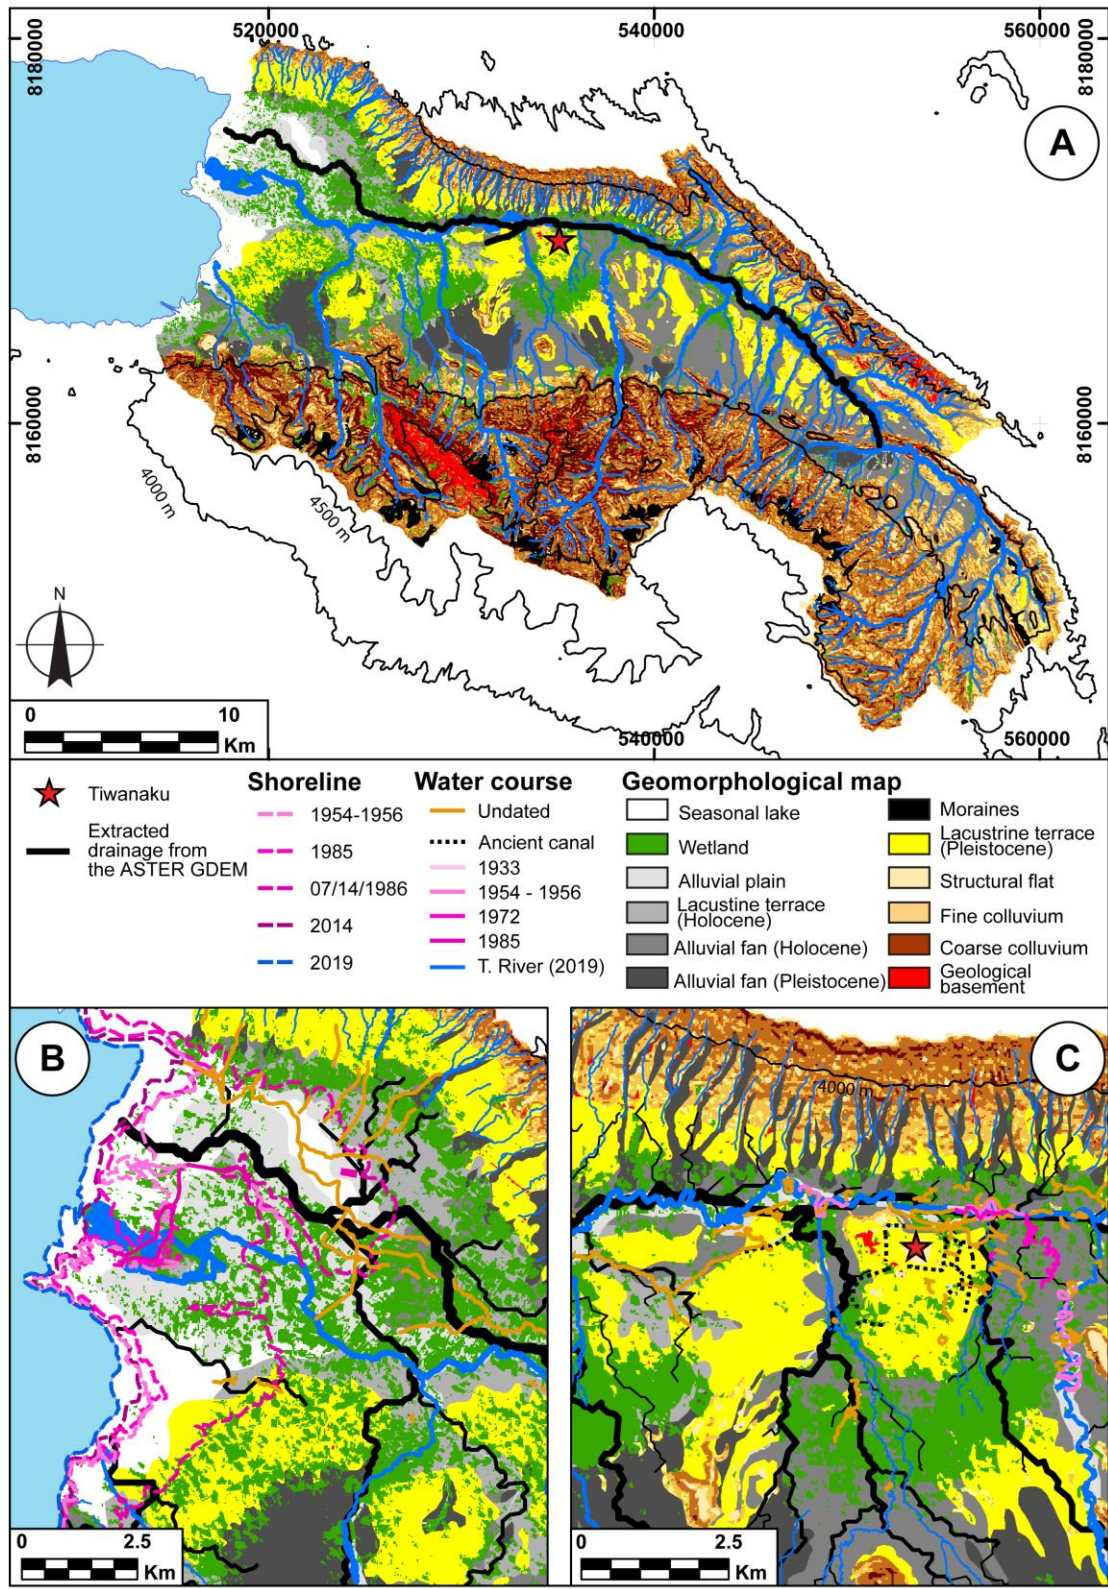 520000
540000
560000
8180000
8180000
A
8160000
8160000
4000 m
4500 m
N
0 10
Km
540000
560000
Tiwanaku
Extracted
drainage from
the ASTER GDEM
Shoreline
1954-1956
1985
07/14/1986
2014
2019
Water course
Undated
Ancient canal
1933
1954 - 1956
1972
1985
T. River (2019)
Geomorphological map
Seasonal lake
Wetland
Alluvial plain
Lacustine terrace
(Holocene)
Alluvial fan (Holocene)
Alluvial fan (Pleistocene)
Moraines
Lacustrine terrace
(Pleistocene)
Structural flat
Fine colluvium
Coarse colluvium
Geological
basement
B
0 2.5
Km
C
4000 m
0 2.5
Km